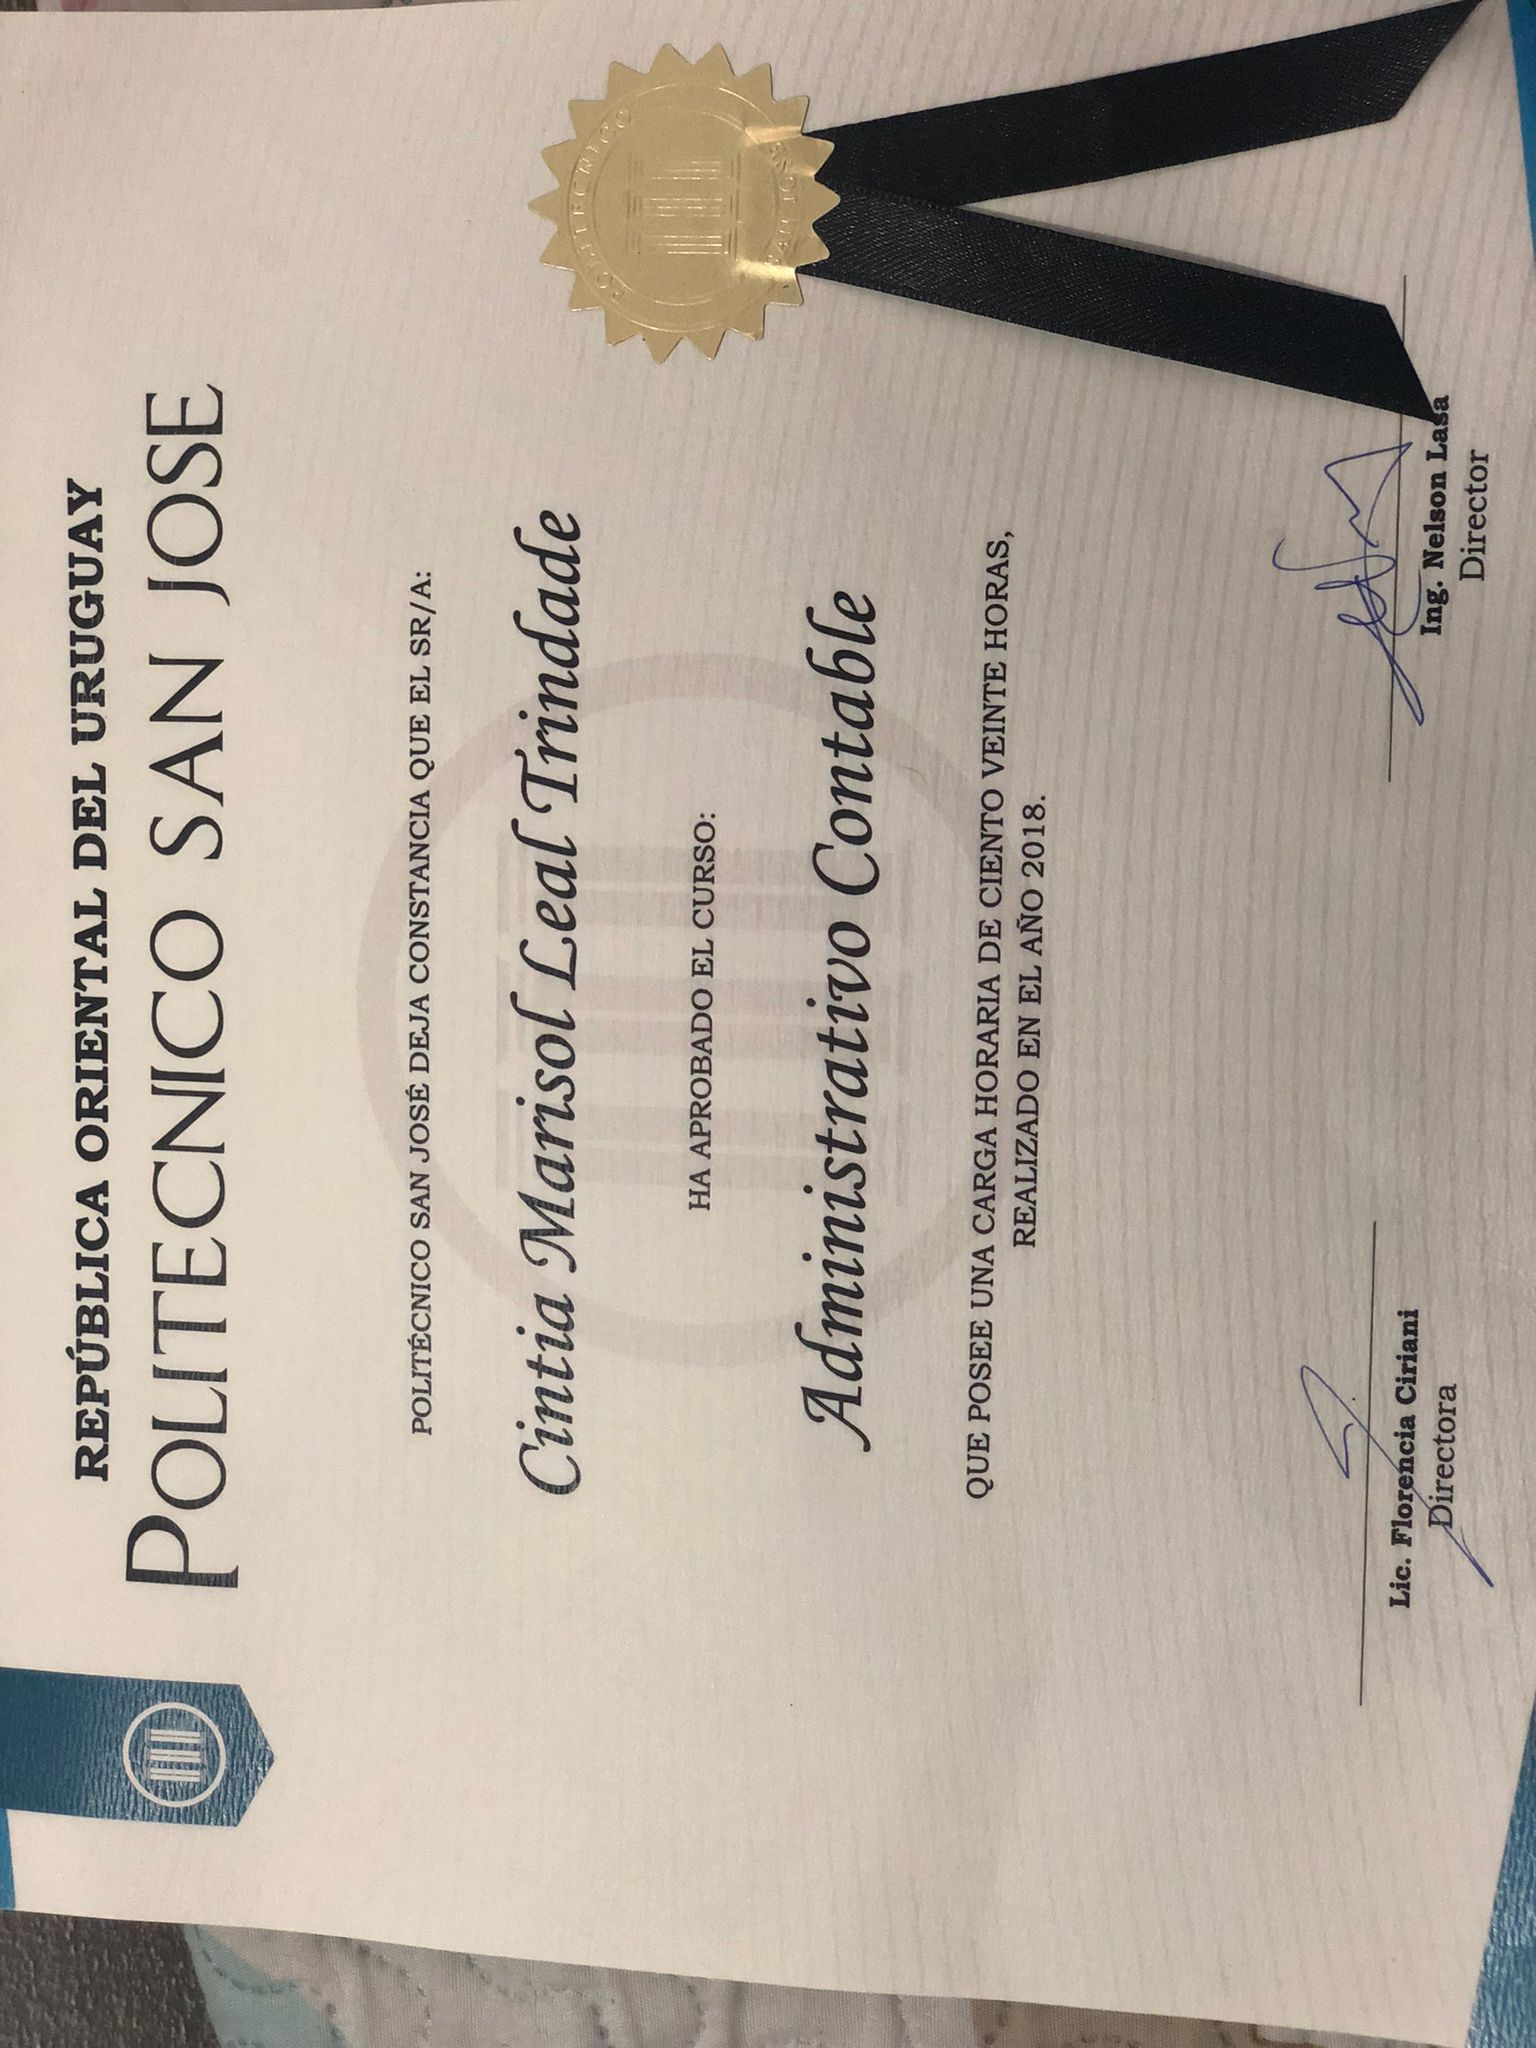 REPÚBLICA ORIENTAL DEL URUGUAY
POLITECNICO SAN JOSE
POLITÉCNICO SAN JOSÉ DEJA CONSTANCIA QUE EL SR/A:
Cintia Marisol Leal Trindade
HA APROBADO EL CURSO:
Administrativo Contable
QUE POSEE UNA CARGA HORARIA DE CIENTO VEINTE HORAS,
REALIZADO EN EL AÑO 2018.
POLITECNICO
SAN JOSE
Lic. Florencia Ciriani
Directora
Ing. Nelson Lasa
Director